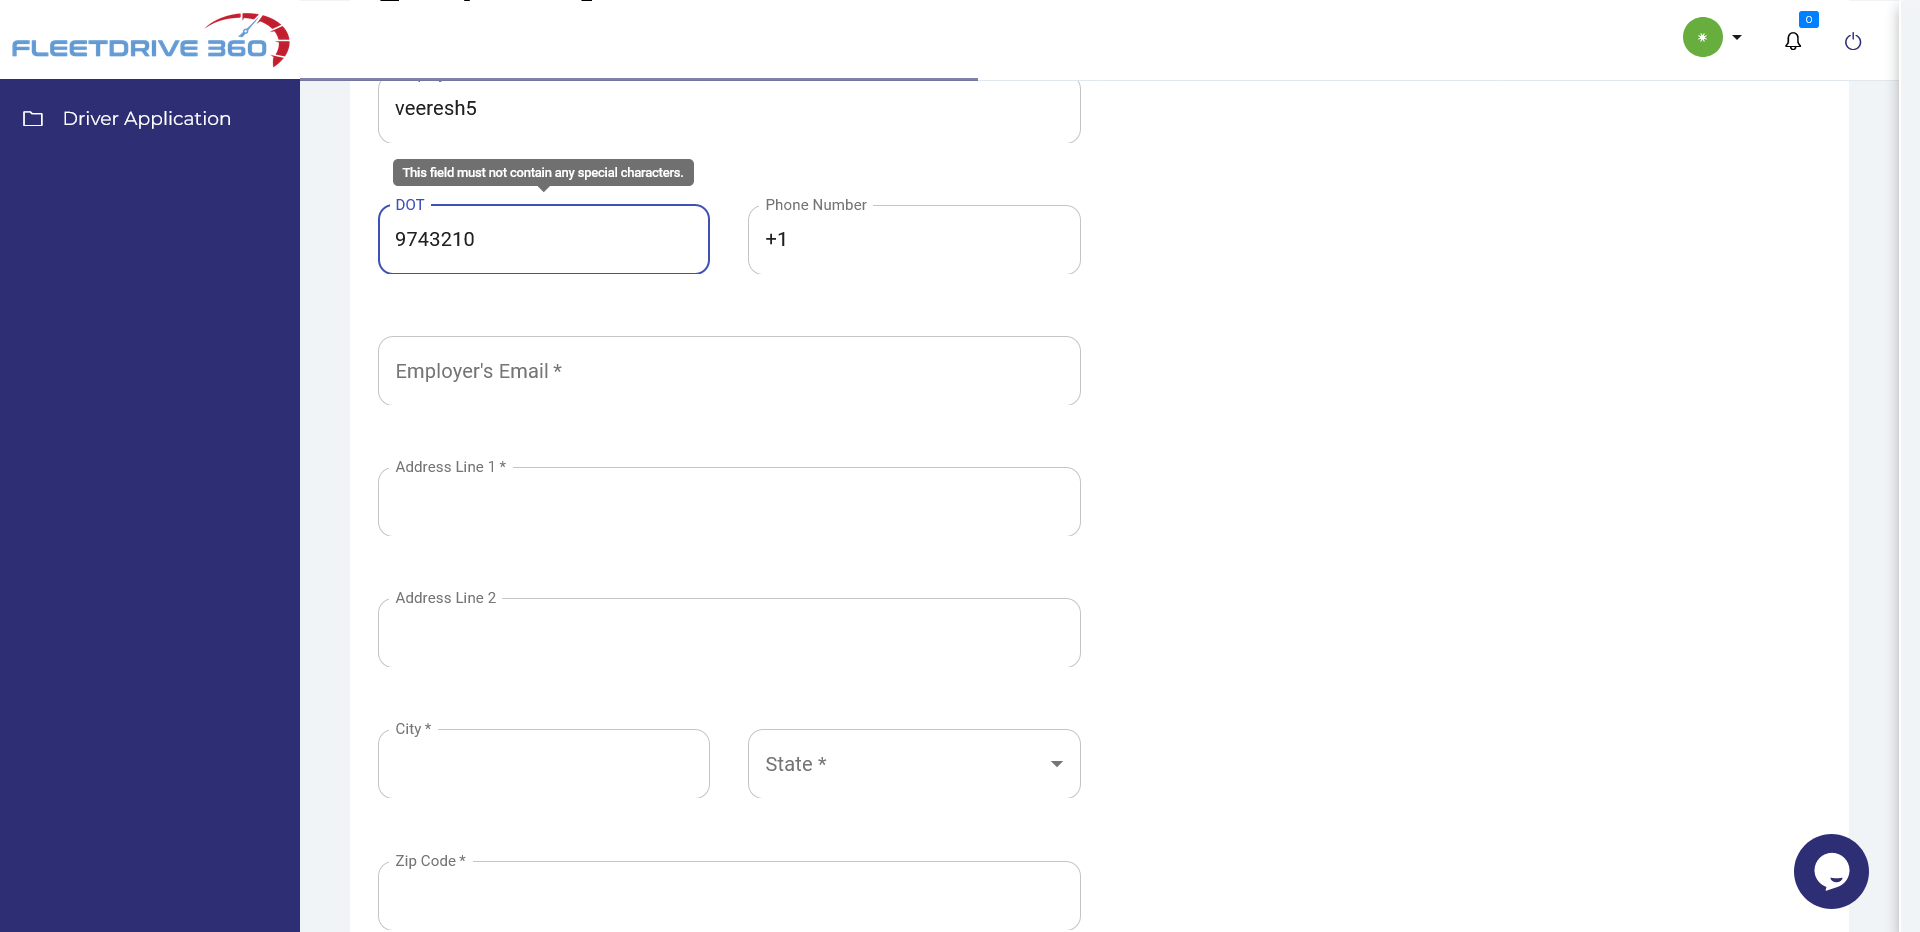 FLEETDRIVE 360
0
Driver Application
veeresh5
This field must not contain any special characters.
DOT
9743210
Phone Number
+1
Employer's Email *
Address Line 1 *
Address Line 2
City *
State *
Zip Code *